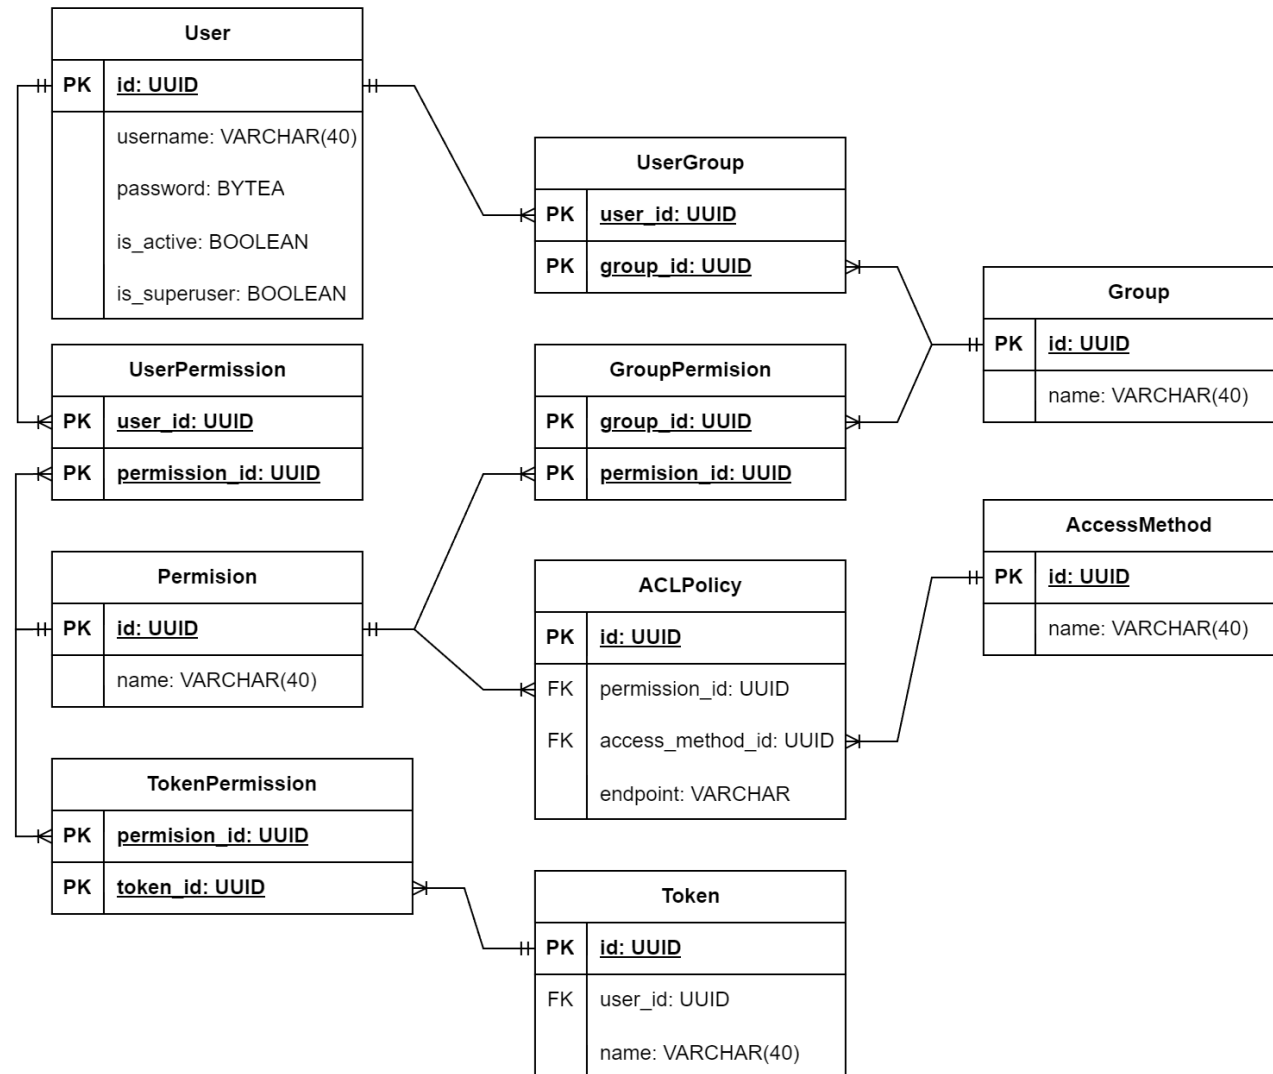 User
PK id: UUID
username: VARCHAR(40)
password: BYTEA
is_active: BOOLEAN
is_superuser: BOOLEAN
UserGroup
PK user_id: UUID
PK group_id: UUID
Group
PK id: UUID
name: VARCHAR(40)
UserPermission
PK user_id: UUID
PK permission_id: UUID
GroupPermision
PK group_id: UUID
PK permision_id: UUID
AccessMethod
PK id: UUID
name: VARCHAR(40)
Permision
PK id: UUID
name: VARCHAR(40)
ACLPolicy
PK id: UUID
FK permission_id: UUID
FK access_method_id: UUID
endpoint: VARCHAR
TokenPermission
PK permision_id: UUID
PK token_id: UUID
Token
PK id: UUID
FK user_id: UUID
name: VARCHAR(40)